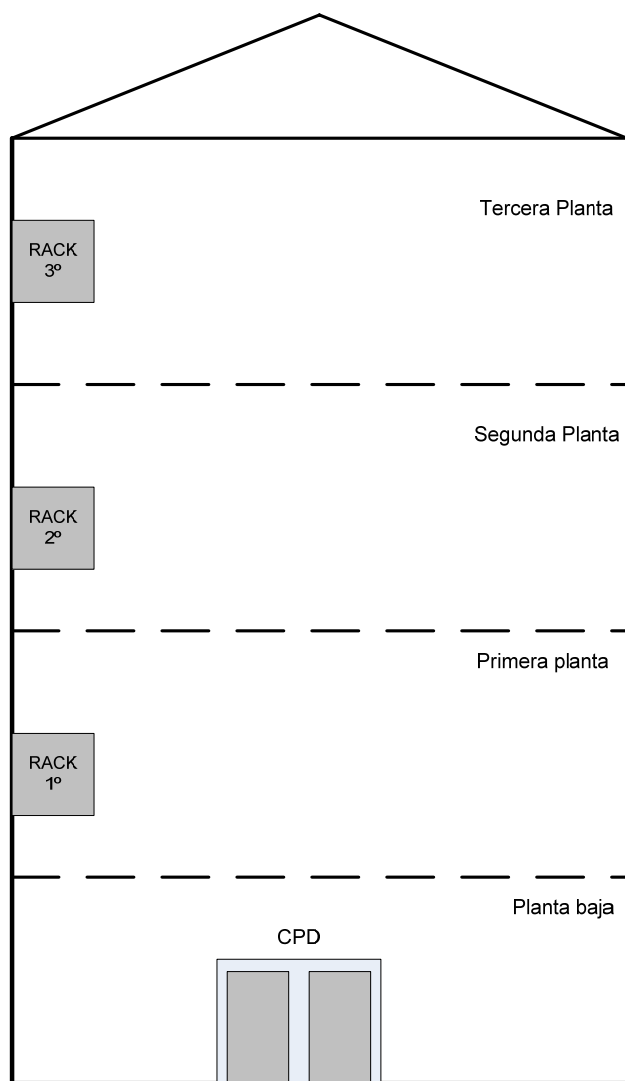 Tercera Planta
RACK
3º
Segunda Planta
RACK
2º
Primera planta
RACK
1º
Planta baja
CPD